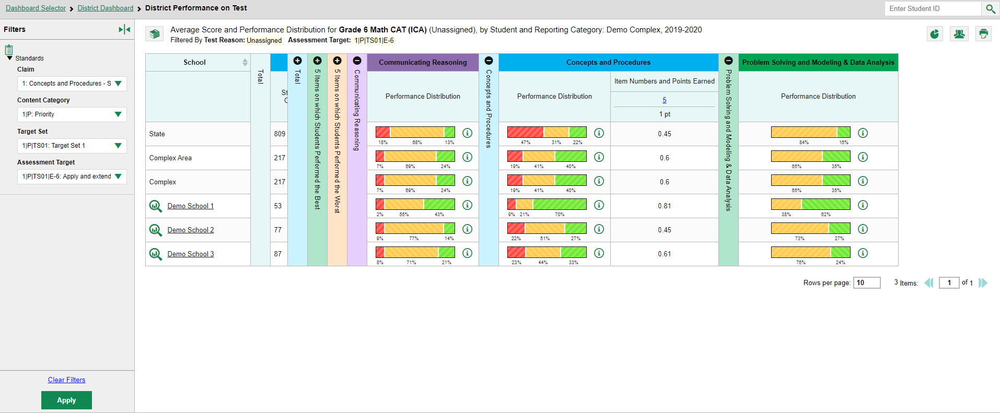 Dashboard Selector › District Dashboard › District Performance on Test
Enter Student ID
Filters
Standards
Claim
1: Concepts and Procedures - S
Content Category
1|P: Priority
Target Set
1|P|TS01: Target Set 1
Assessment Target
1|P|TS01|E-6: Apply and extend
Clear Filters
Apply
Average Score and Performance Distribution for Grade 6 Math CAT (ICA) (Unassigned), by Student and Reporting Category: Demo Complex, 2019-2020
Filtered By Test Reason: Unassigned Assessment Target: 1|P|TS01|E-6
School
Total
St
C
Total
5 Items on which Students Performed the Best
5 Items on which Students Performed the Worst
Communicating Reasoning
Communicating Reasoning
Performance Distribution
Concepts and Procedures
Concepts and Procedures
Performance Distribution
Item Numbers and Points Earned
5
1 pt
Problem Solving and Modeling & Data Analysis
Problem Solving and Modeling & Data Analysis
Performance Distribution
State 809 18% 68% 13% 47% 31% 22% 0.45 84% 16%
Complex Area 217 7% 69% 24% 19% 41% 40% 0.6 65% 35%
Complex 217 7% 69% 24% 19% 41% 40% 0.6 65% 35%
Demo School 1 53 2% 55% 43% 9% 21% 70% 0.81 38% 62%
Demo School 2 77 9% 77% 14% 22% 51% 27% 0.45 73% 27%
Demo School 3 87 8% 71% 21% 23% 44% 33% 0.61 76% 24%
Rows per page: 10 3 Items: 1 of 1